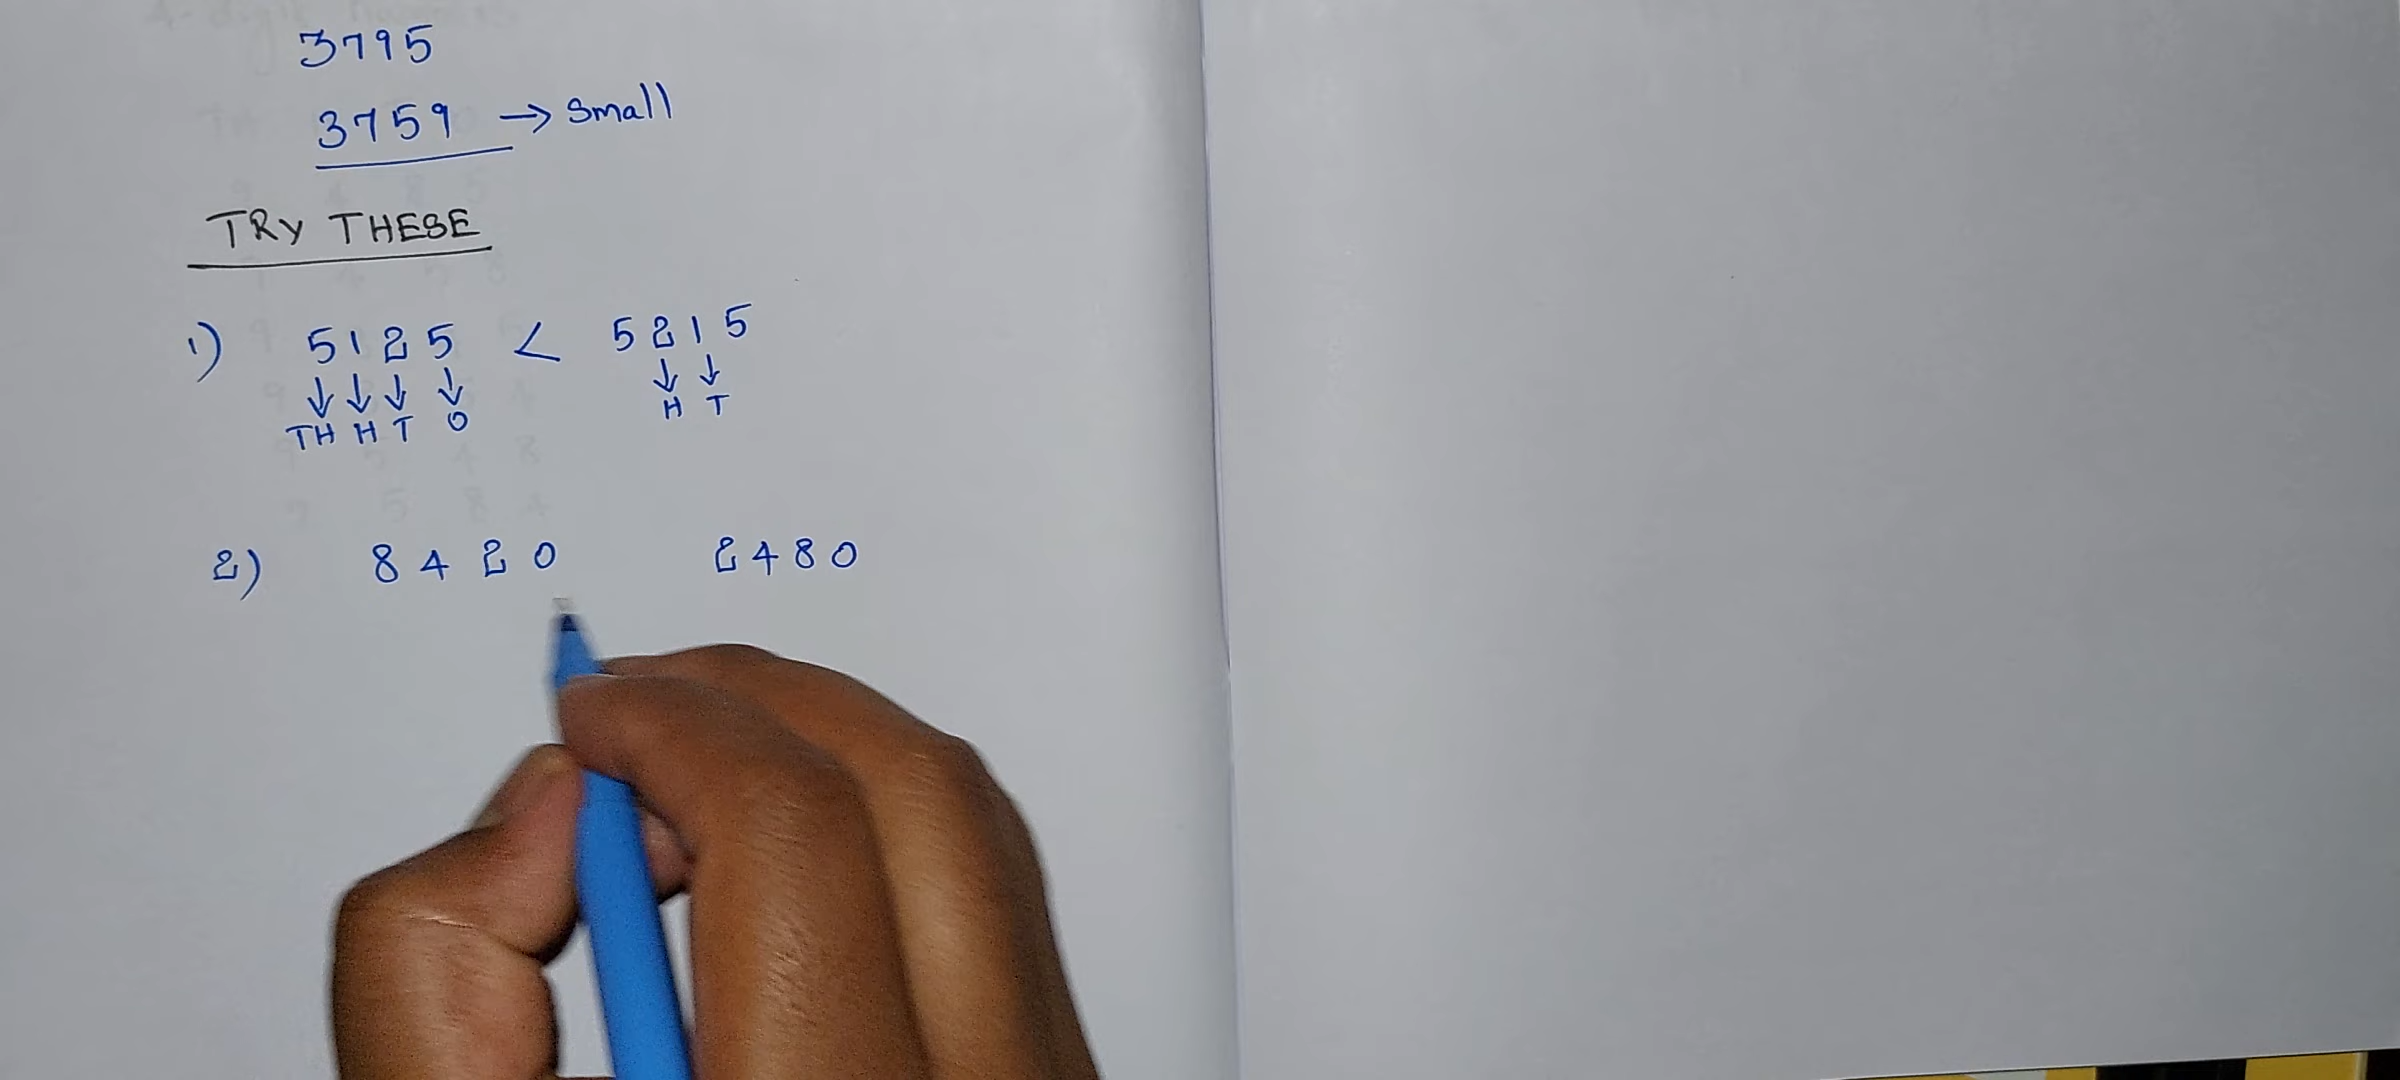 3795
3759 → Small
TRY THESE
1) 5125 < 5215
↓ ↓ ↓ ↓ ↓ ↓
TH H T O H T
2) 8420 2480